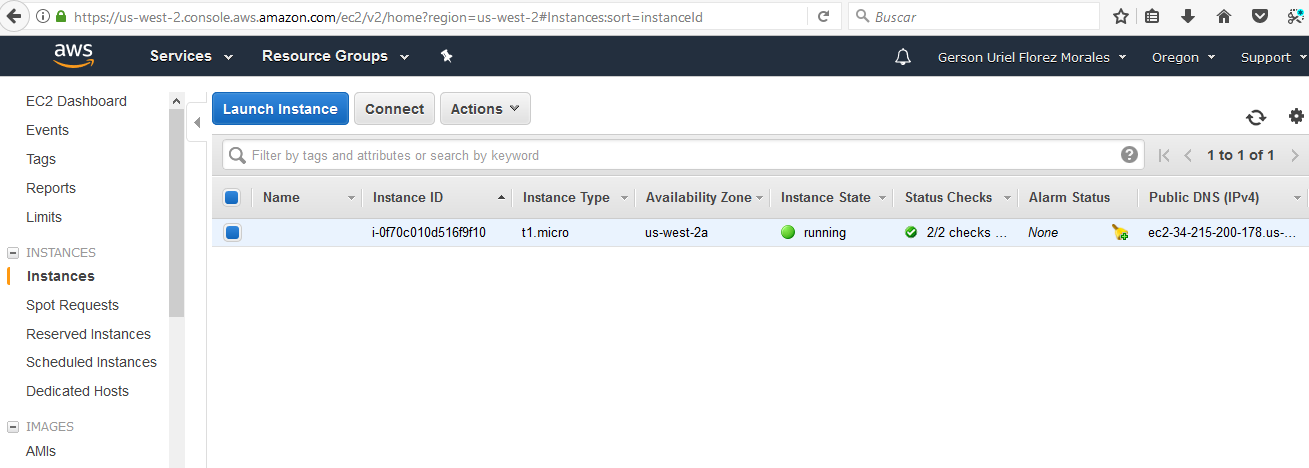 https://us-west-2.console.aws.amazon.com/ec2/v2/home?region=us-west-2#Instances:sort=instanceId
Buscar
aws
Services
Resource Groups
Gerson Uriel Florez Morales
Oregon
Support
EC2 Dashboard
Events
Tags
Reports
Limits
INSTANCES
Instances
Spot Requests
Reserved Instances
Scheduled Instances
Dedicated Hosts
IMAGES
AMIs
Launch Instance
Connect
Actions
Filter by tags and attributes or search by keyword
1 to 1 of 1
Name Instance ID Instance Type Availability Zone Instance State Status Checks Alarm Status Public DNS (IPv4)
i-0f70c010d516f9f10 t1.micro us-west-2a running 2/2 checks ... None ec2-34-215-200-178.us-...